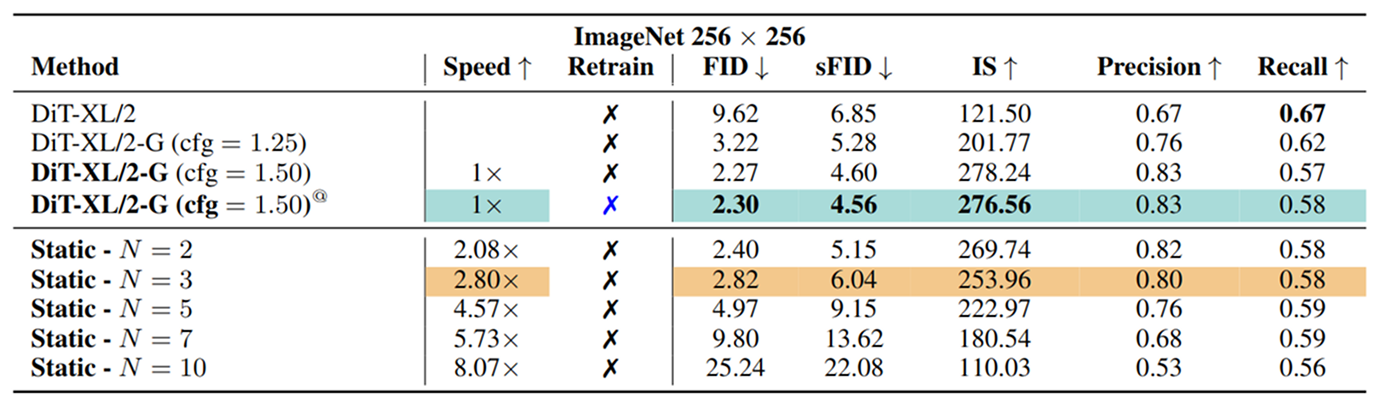 ImageNet 256 × 256
Method Speed ↑ Retrain FID ↓ sFID ↓ IS ↑ Precision ↑ Recall ↑
DiT-XL/2 ✗ 9.62 6.85 121.50 0.67 0.67
DiT-XL/2-G (cfg = 1.25) ✗ 3.22 5.28 201.77 0.76 0.62
DiT-XL/2-G (cfg = 1.50) 1× ✗ 2.27 4.60 278.24 0.83 0.57
DiT-XL/2-G (cfg = 1.50)@ 1× ✗ 2.30 4.56 276.56 0.83 0.58
Static - N = 2 2.08× ✗ 2.40 5.15 269.74 0.82 0.58
Static - N = 3 2.80× ✗ 2.82 6.04 253.96 0.80 0.58
Static - N = 5 4.57× ✗ 4.97 9.15 222.97 0.76 0.59
Static - N = 7 5.73× ✗ 9.80 13.62 180.54 0.68 0.59
Static - N = 10 8.07× ✗ 25.24 22.08 110.03 0.53 0.56